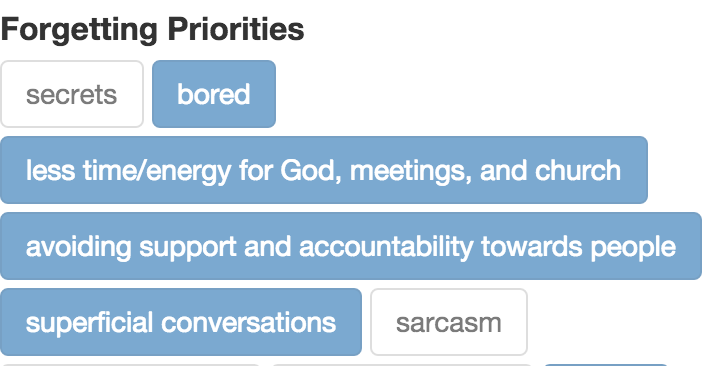 Forgetting Priorities
secrets bored
less time/energy for God, meetings, and church
avoiding support and accountability towards people
superficial conversations sarcasm